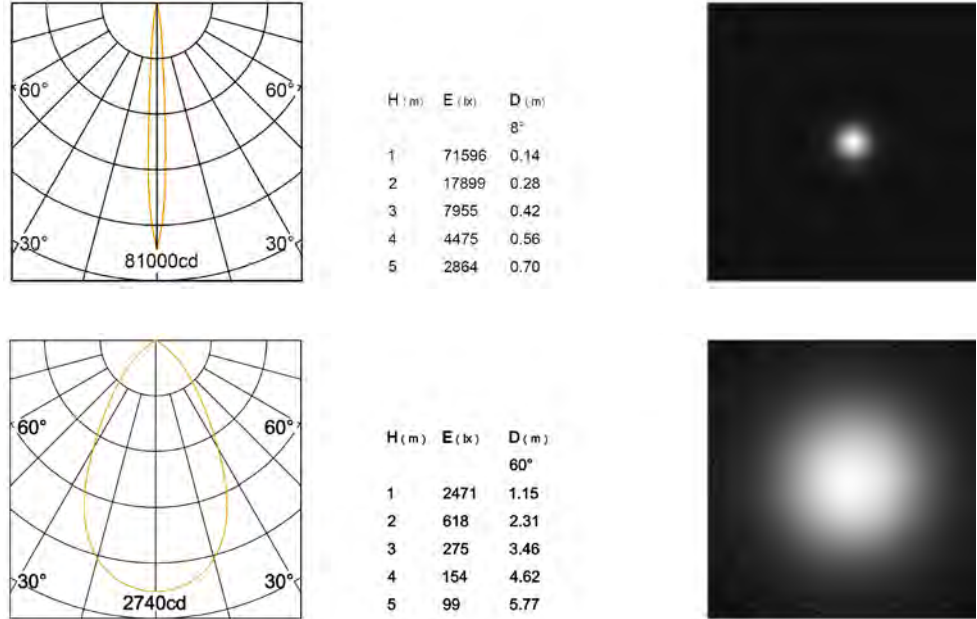 60° 60°
30° 30°
81000cd
H (m) E (lx) D (m)
8°
1 71596 0.14
2 17899 0.28
3 7955 0.42
4 4475 0.56
5 2864 0.70
60° 60°
30° 30°
2740cd
H (m) E (lx) D (m)
60°
1 2471 1.15
2 618 2.31
3 275 3.46
4 154 4.62
5 99 5.77